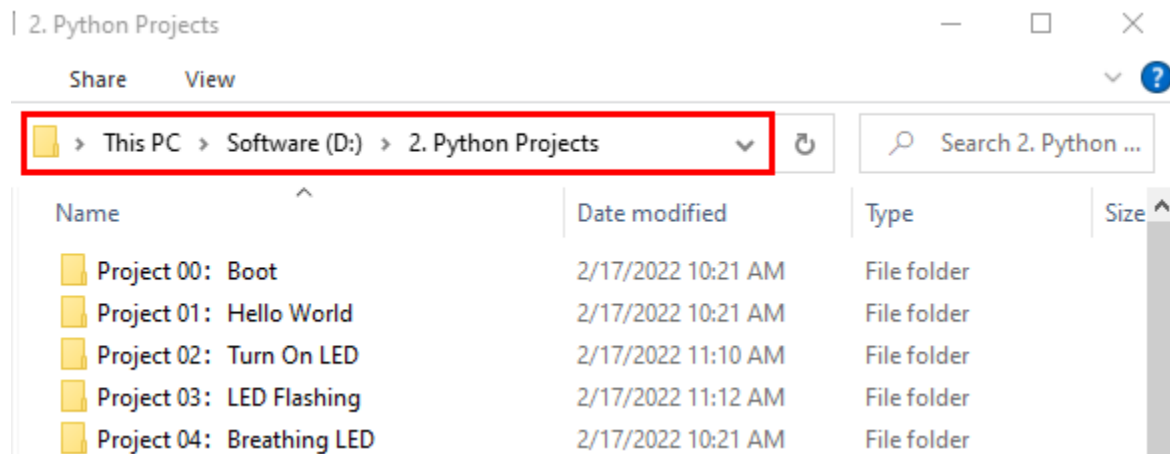 2. Python Projects
Share View
This PC > Software (D:) > 2. Python Projects Search 2. Python ...
Name Date modified Type Size
Project 00：Boot 2/17/2022 10:21 AM File folder
Project 01：Hello World 2/17/2022 10:21 AM File folder
Project 02：Turn On LED 2/17/2022 11:10 AM File folder
Project 03：LED Flashing 2/17/2022 11:12 AM File folder
Project 04：Breathing LED 2/17/2022 10:21 AM File folder